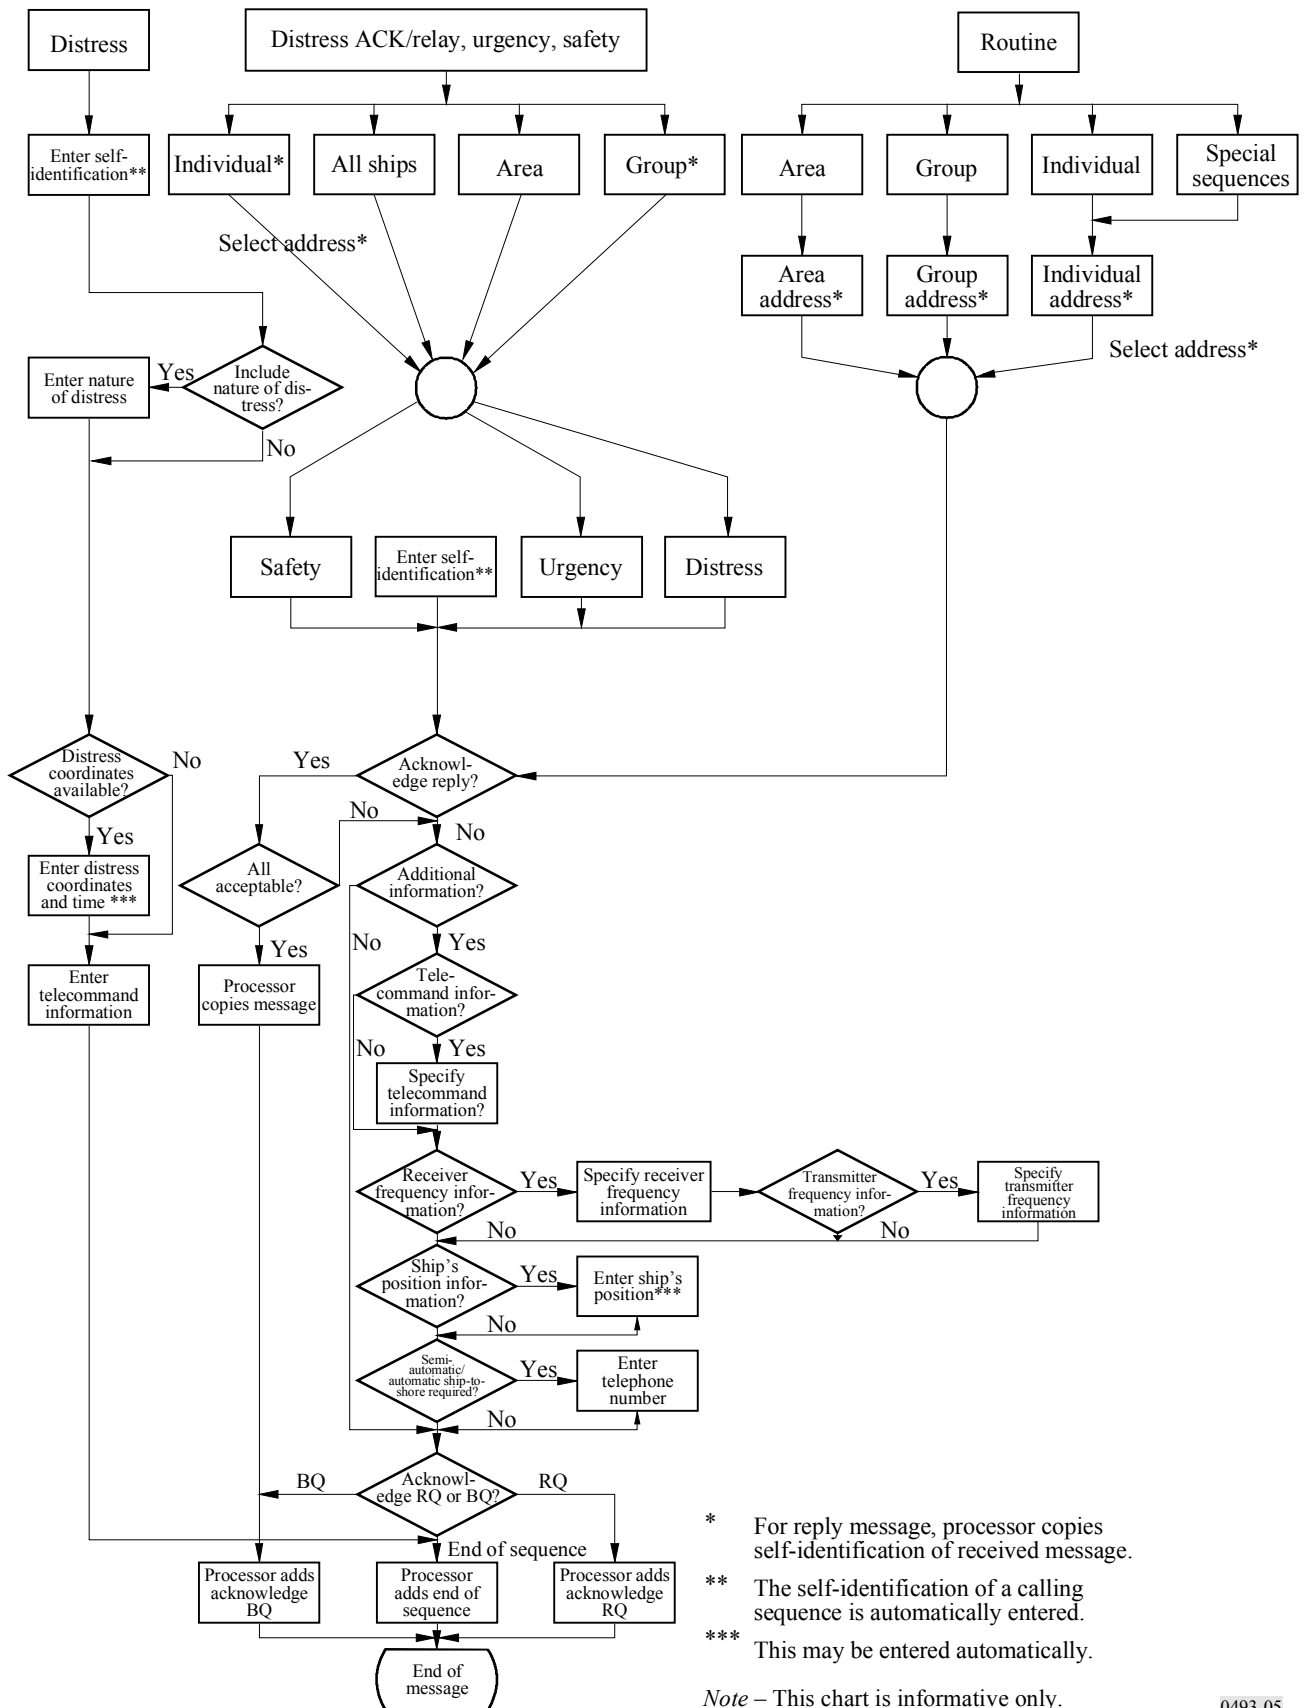 Distress
Distress ACK/relay, urgency, safety
Routine
Enter self-
identification**
Individual*
All ships
Area
Group*
Area
Group
Individual
Special
sequences
Select address*
Area
address*
Group
address*
Individual
address*
Select address*
Enter nature
of distress
Yes
Include
nature of dis-
tress?
No
Safety
Enter self-
identification**
Urgency
Distress
Distress
coordinates
available?
No
Yes
Acknowl-
edge reply?
No
No
Yes
Enter distress
coordinates
and time ***
All
acceptable?
Additional
information?
No
Yes
Yes
Enter
telecommand
information
Processor
copies message
Tele-
command infor-
mation?
No
Yes
Specify
telecommand
information?
Receiver
frequency infor-
mation?
Yes
Specify receiver
frequency
information
Transmitter
frequency infor-
mation?
Yes
Specify
transmitter
frequency
information
No
No
Ship's
position infor-
mation?
Yes
Enter ship's
position***
No
Semi-
automatic/
automatic ship-to-
shore required?
Yes
Enter
telephone
number
No
BQ
Acknowl-
edge RQ or BQ?
RQ
End of sequence
Processor adds
acknowledge
BQ
Processor
adds end of
sequence
Processor adds
acknowledge
RQ
End of
message
* For reply message, processor copies
self-identification of received message.
** The self-identification of a calling
sequence is automatically entered.
*** This may be entered automatically.
Note – This chart is informative only.
0493-05